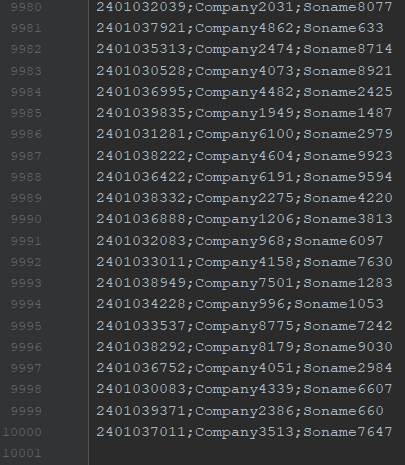 9980 2401032039;Company2031;Soname8077
9981 2401037921;Company4862;Soname633
9982 2401035313;Company2474;Soname8714
9983 2401030528;Company4073;Soname8921
9984 2401036995;Company4482;Soname2425
9985 2401039835;Company1949;Soname1487
9986 2401031281;Company6100;Soname2979
9987 2401038222;Company4604;Soname9923
9988 2401036422;Company6191;Soname9594
9989 2401038332;Company2275;Soname4220
9990 2401036888;Company1206;Soname3813
9991 2401032083;Company968;Soname6097
9992 2401033011;Company4158;Soname7630
9993 2401038949;Company7501;Soname1283
9994 2401034228;Company996;Soname1053
9995 2401033537;Company8775;Soname7242
9996 2401038292;Company8179;Soname9030
9997 2401036752;Company4051;Soname2984
9998 2401030083;Company4339;Soname6607
9999 2401039371;Company2386;Soname660
10000 2401037011;Company3513;Soname7647
10001